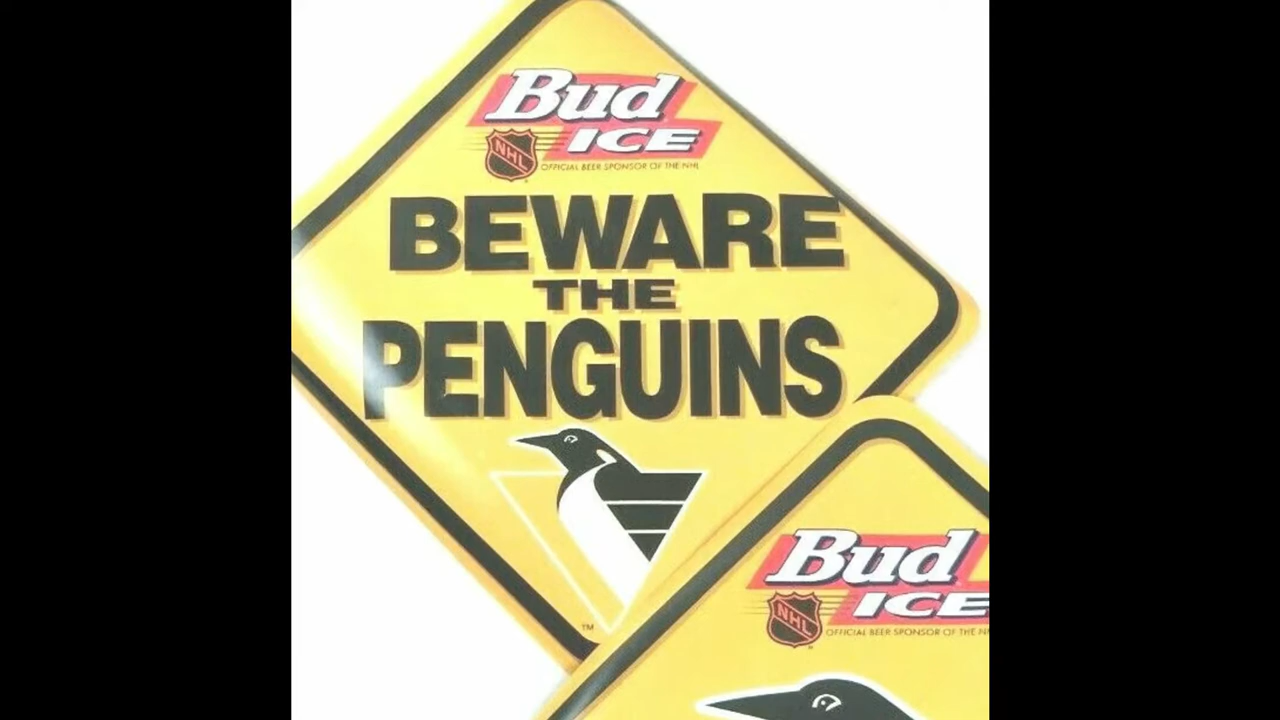 Bud
ICE
NHL
OFFICIAL BEER SPONSOR OF THE NHL
BEWARE
THE
PENGUINS
TM
Bud
ICE
NHL
OFFICIAL BEER SPONSOR OF THE NH